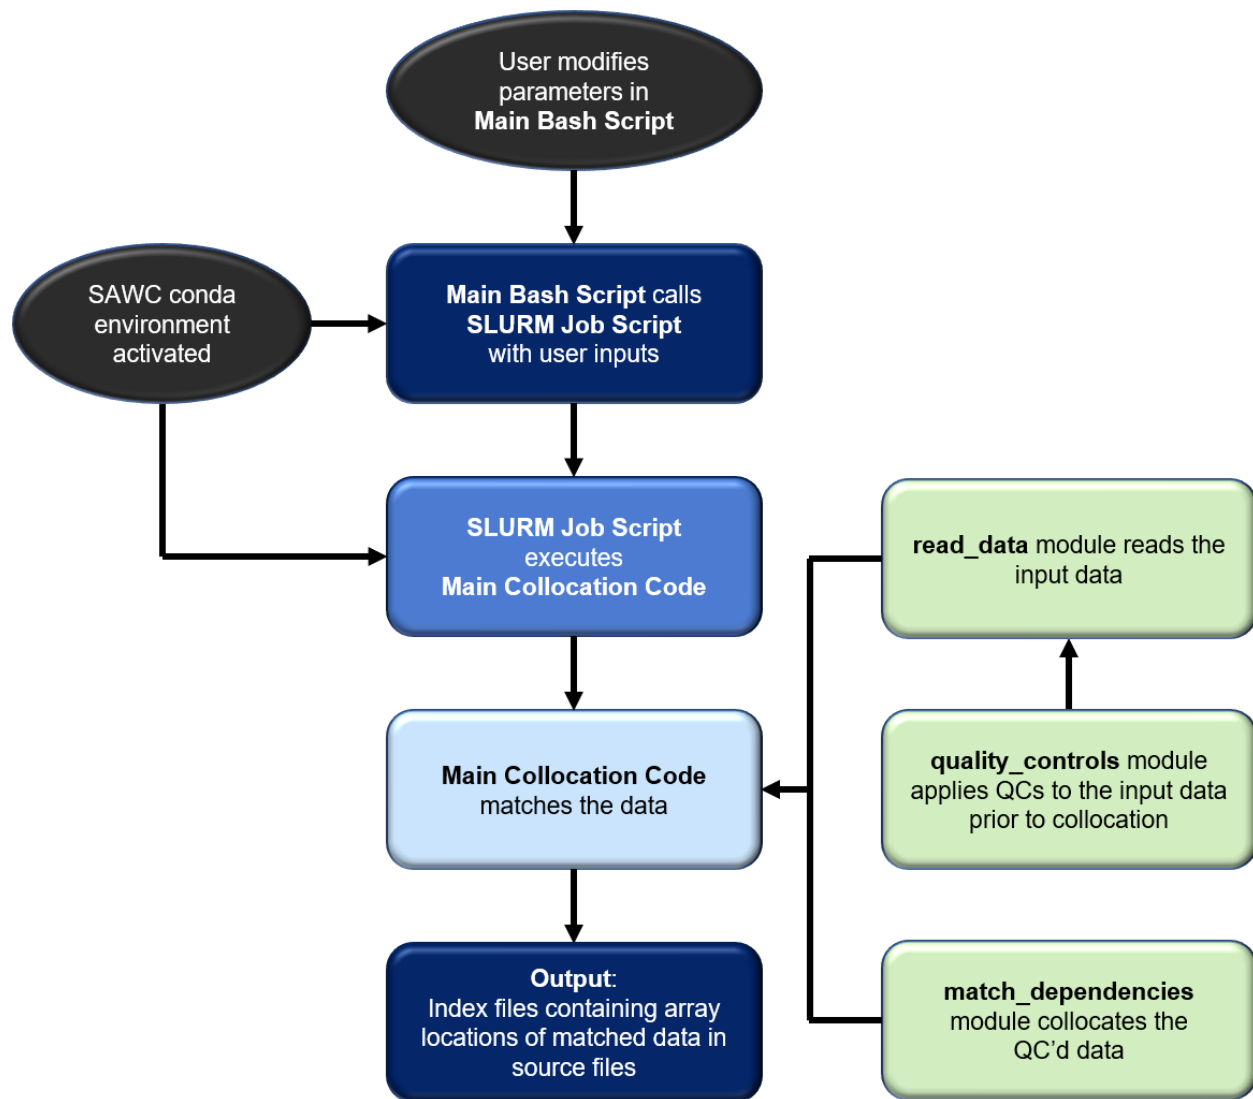 User modifies
parameters in
Main Bash Script
SAWC conda
environment
activated
Main Bash Script calls
SLURM Job Script
with user inputs
SLURM Job Script
executes
Main Collocation Code
read_data module reads the
input data
Main Collocation Code
matches the data
quality_controls module
applies QCs to the input data
prior to collocation
Output:
Index files containing array
locations of matched data in
source files
match_dependencies
module collocates the
QC’d data